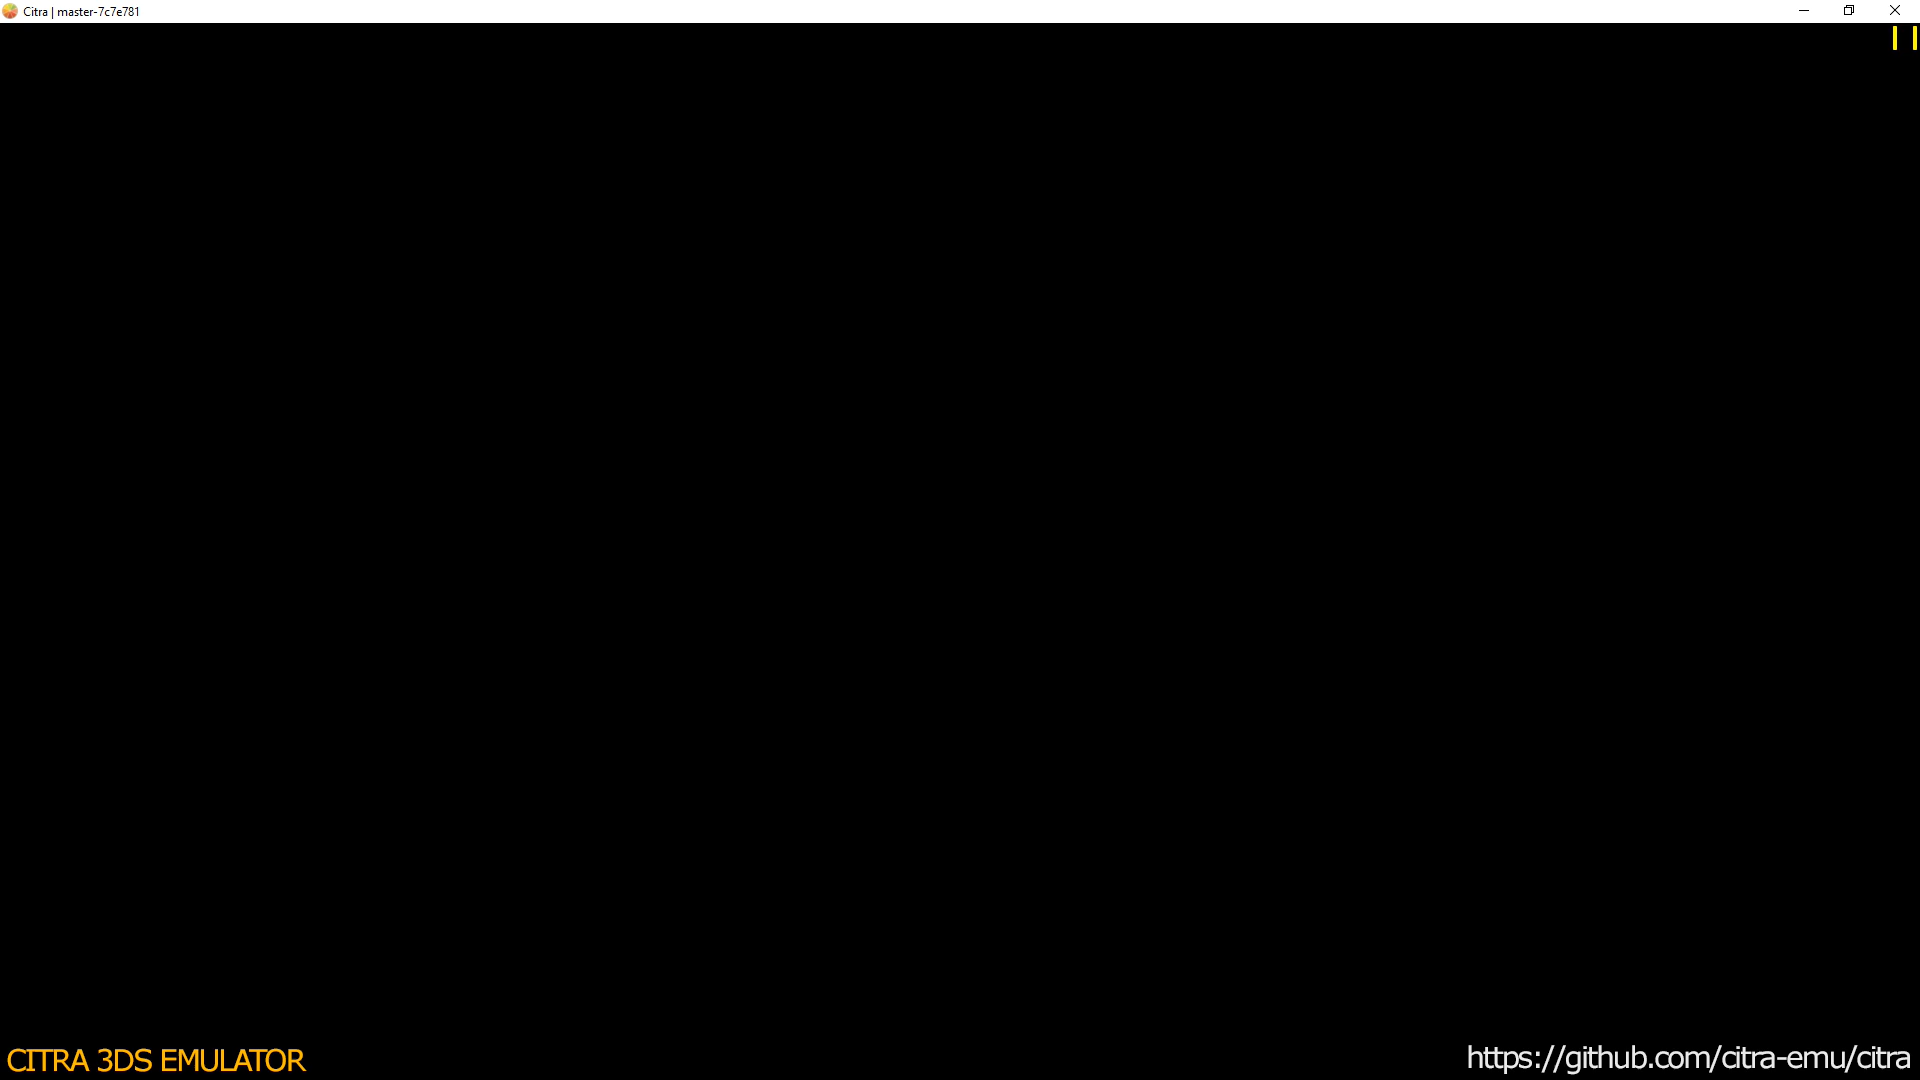 Citra | master-7c7e781
CITRA 3DS EMULATOR
https://github.com/citra-emu/citra